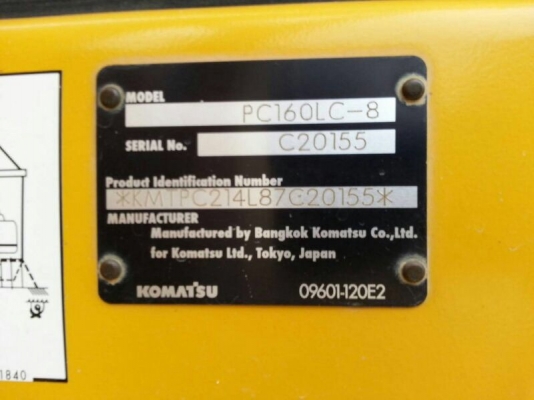 MODEL
PC160LC-8
SERIAL No.
C20155
Product Identification Number
*KMTPC214L87C20155*
MANUFACTURER
Manufactured by Bangkok Komatsu Co.,Ltd.
for Komatsu Ltd., Tokyo, Japan
KOMATSU
09601-120E2
1840